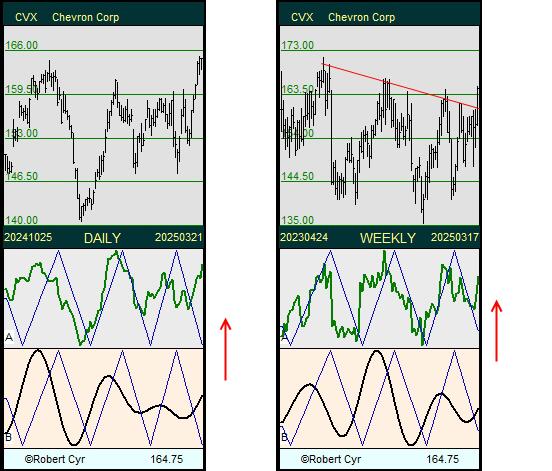 CVX Chevron Corp
166.00
159.50
153.00
146.50
140.00
20241025 DAILY 20250321
A
B
©Robert Cyr 164.75
CVX Chevron Corp
173.00
163.50
144.50
135.00
20230424 WEEKLY 20250317
A
B
©Robert Cyr 164.75